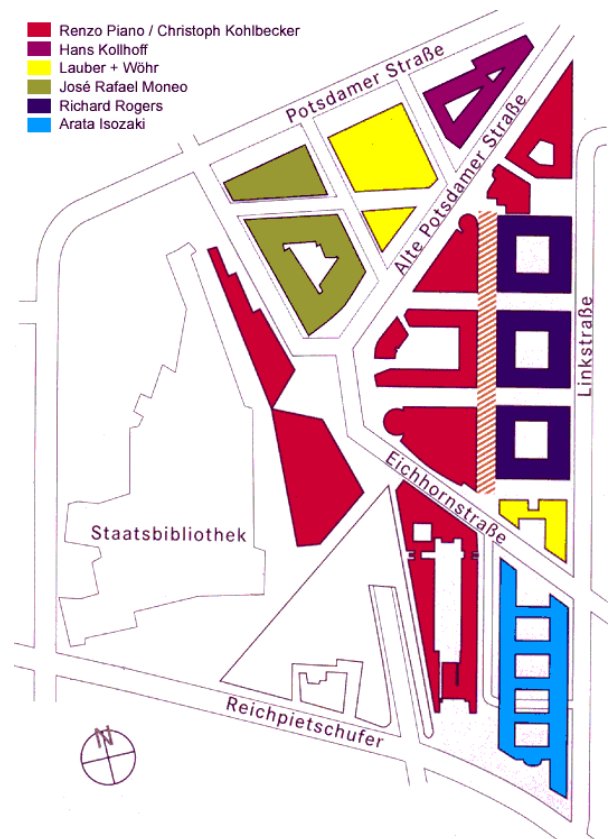 Renzo Piano / Christoph Kohlbecker
Hans Kollhoff
Lauber + Wöhr
José Rafael Moneo
Richard Rogers
Arata Isozaki
Potsdamer Straße
Alte Potsdamer Straße
Linkstraße
Eichhornstraße
Staatsbibliothek
Reichpietschufer
N